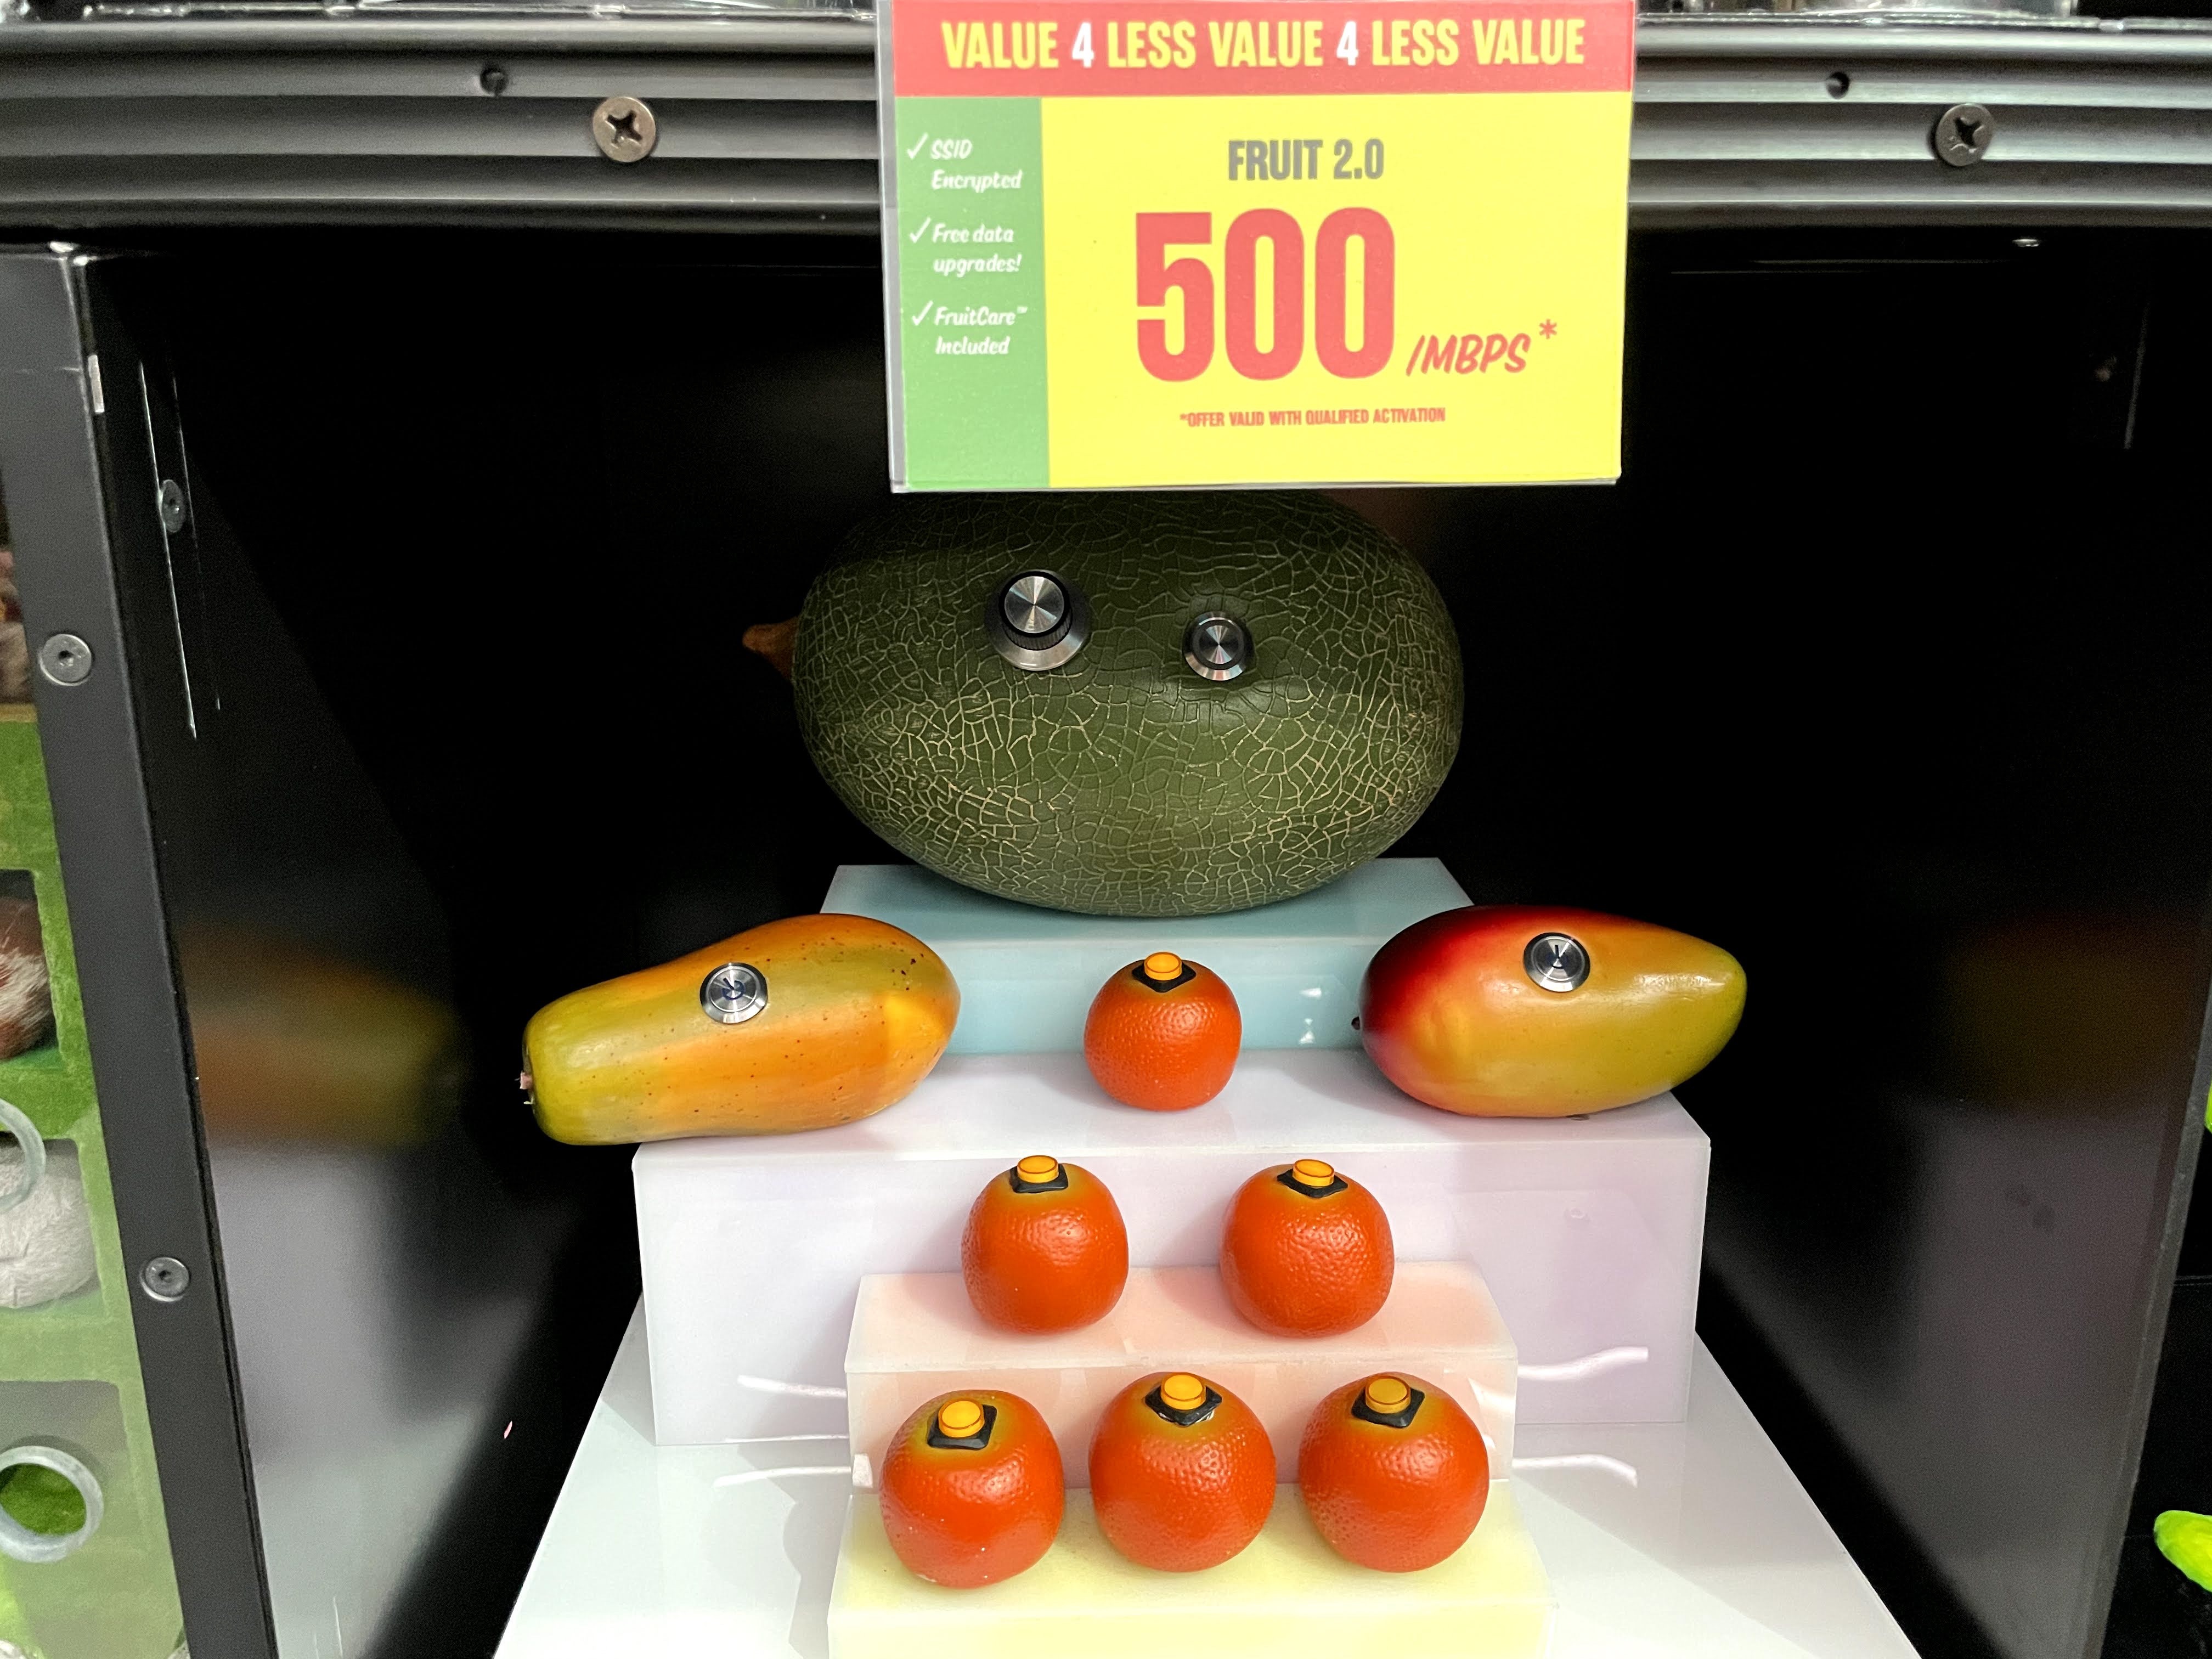 VALUE 4 LESS VALUE 4 LESS VALUE
✓ SSID
Encrypted
✓ Free data
upgrades!
✓ FruitCare™
Included
FRUIT 2.0
500 /MBPS*
*OFFER VALID WITH QUALIFIED ACTIVATION